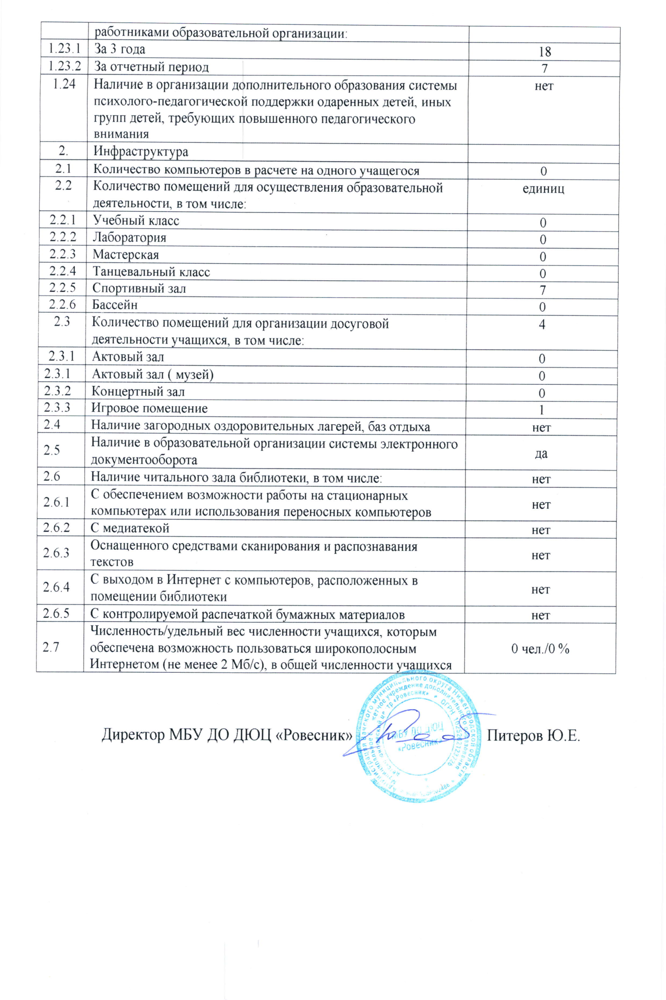 работниками образовательной организации:
1.23.1 За 3 года 18
1.23.2 За отчетный период 7
1.24 Наличие в организации дополнительного образования системы нет
психолого-педагогической поддержки одаренных детей, иных
групп детей, требующих повышенного педагогического
внимания
2. Инфраструктура
2.1 Количество компьютеров в расчете на одного учащегося 0
2.2 Количество помещений для осуществления образовательной единиц
деятельности, в том числе:
2.2.1 Учебный класс 0
2.2.2 Лаборатория 0
2.2.3 Мастерская 0
2.2.4 Танцевальный класс 0
2.2.5 Спортивный зал 7
2.2.6 Бассейн 0
2.3 Количество помещений для организации досуговой 4
деятельности учащихся, в том числе:
2.3.1 Актовый зал 0
2.3.1 Актовый зал ( музей) 0
2.3.2 Концертный зал 0
2.3.3 Игровое помещение 1
2.4 Наличие загородных оздоровительных лагерей, баз отдыха нет
2.5 Наличие в образовательной организации системы электронного
документооборота да
2.6 Наличие читального зала библиотеки, в том числе: нет
2.6.1 С обеспечением возможности работы на стационарных
компьютерах или использования переносных компьютеров нет
2.6.2 С медиатекой нет
2.6.3 Оснащенного средствами сканирования и распознавания
текстов нет
2.6.4 С выходом в Интернет с компьютеров, расположенных в
помещении библиотеки нет
2.6.5 С контролируемой распечаткой бумажных материалов нет
Численность/удельный вес численности учащихся, которым
2.7 обеспечена возможность пользоваться широкополосным 0 чел./0 %
Интернетом (не менее 2 Мб/с), в общей численности учащихся
Директор МБУ ДО ДЮЦ «Ровесник» Питеров Ю.Е.
муниципального округа Нижегородской области
учреждение дополнительного образования
«Ровесник» * ОГРН
МБУ ДО ДЮЦ
«Ровесник»